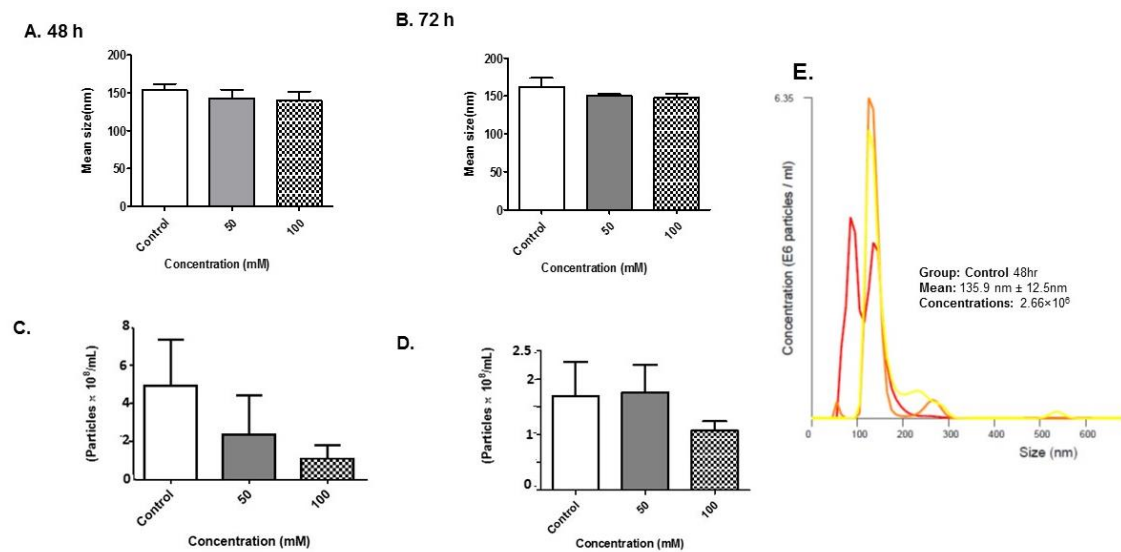 A. 48 h
200
150
100
50
0
Mean size(nm)
Control
50
100
Concentration (mM)
B. 72 h
200
150
100
50
0
Mean size(nm)
Control
50
100
Concentration (mM)
C.
8
6
4
2
0
(Particles × 10⁸/mL)
Control
50
100
Concentration (mM)
D.
2.5
2
1
1
0
(Particles × 10⁸/mL)
Control
50
100
Concentration (mM)
E.
6.35
Concentration (E6 particles / ml)
Group: Control 48hr
Mean: 135.9 nm ± 12.5nm
Concentrations: 2.66×10⁸
0
100
200
300
400
500
600
Size (nm)